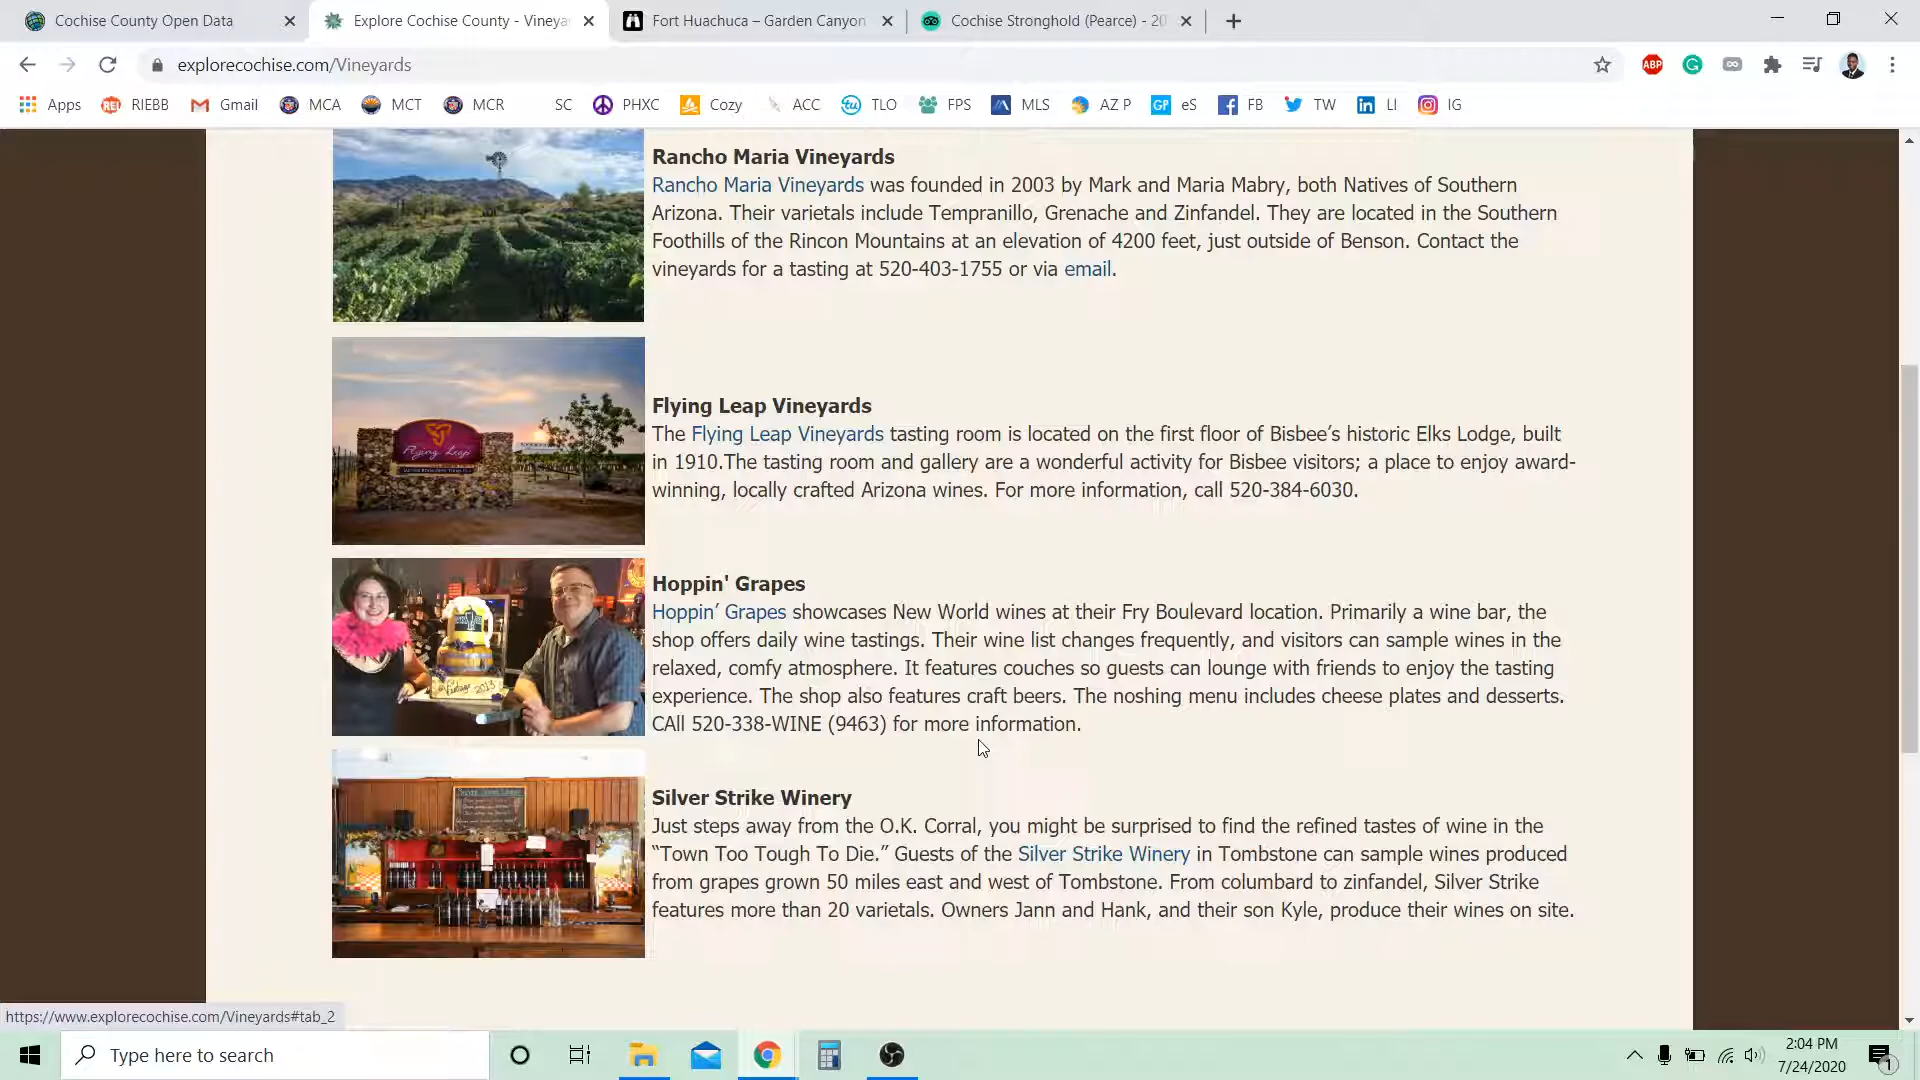 Cochise County Open Data
Explore Cochise County - Vineya
Fort Huachuca – Garden Canyon
Cochise Stronghold (Pearce) - 20
explorecochise.com/Vineyards
ABP
Apps
RIEBB
Gmail
MCA
MCT
MCR
SC
PHXC
Cozy
ACC
TLO
FPS
MLS
AZ P
eS
FB
TW
LI
IG
Rancho Maria Vineyards
Rancho Maria Vineyards was founded in 2003 by Mark and Maria Mabry, both Natives of Southern
Arizona. Their varietals include Tempranillo, Grenache and Zinfandel. They are located in the Southern
Foothills of the Rincon Mountains at an elevation of 4200 feet, just outside of Benson. Contact the
vineyards for a tasting at 520-403-1755 or via email.
Flying Leap
Flying Leap Vineyards
The Flying Leap Vineyards tasting room is located on the first floor of Bisbee’s historic Elks Lodge, built
in 1910.The tasting room and gallery are a wonderful activity for Bisbee visitors; a place to enjoy award-
winning, locally crafted Arizona wines. For more information, call 520-384-6030.
Vintage 2013
Hoppin' Grapes
Hoppin’ Grapes showcases New World wines at their Fry Boulevard location. Primarily a wine bar, the
shop offers daily wine tastings. Their wine list changes frequently, and visitors can sample wines in the
relaxed, comfy atmosphere. It features couches so guests can lounge with friends to enjoy the tasting
experience. The shop also features craft beers. The noshing menu includes cheese plates and desserts.
CAll 520-338-WINE (9463) for more information.
Silver Strike Winery
Just steps away from the O.K. Corral, you might be surprised to find the refined tastes of wine in the
“Town Too Tough To Die.” Guests of the Silver Strike Winery in Tombstone can sample wines produced
from grapes grown 50 miles east and west of Tombstone. From columbard to zinfandel, Silver Strike
features more than 20 varietals. Owners Jann and Hank, and their son Kyle, produce their wines on site.
https://www.explorecochise.com/Vineyards#tab_2
Type here to search
2:04 PM
7/24/2020
1